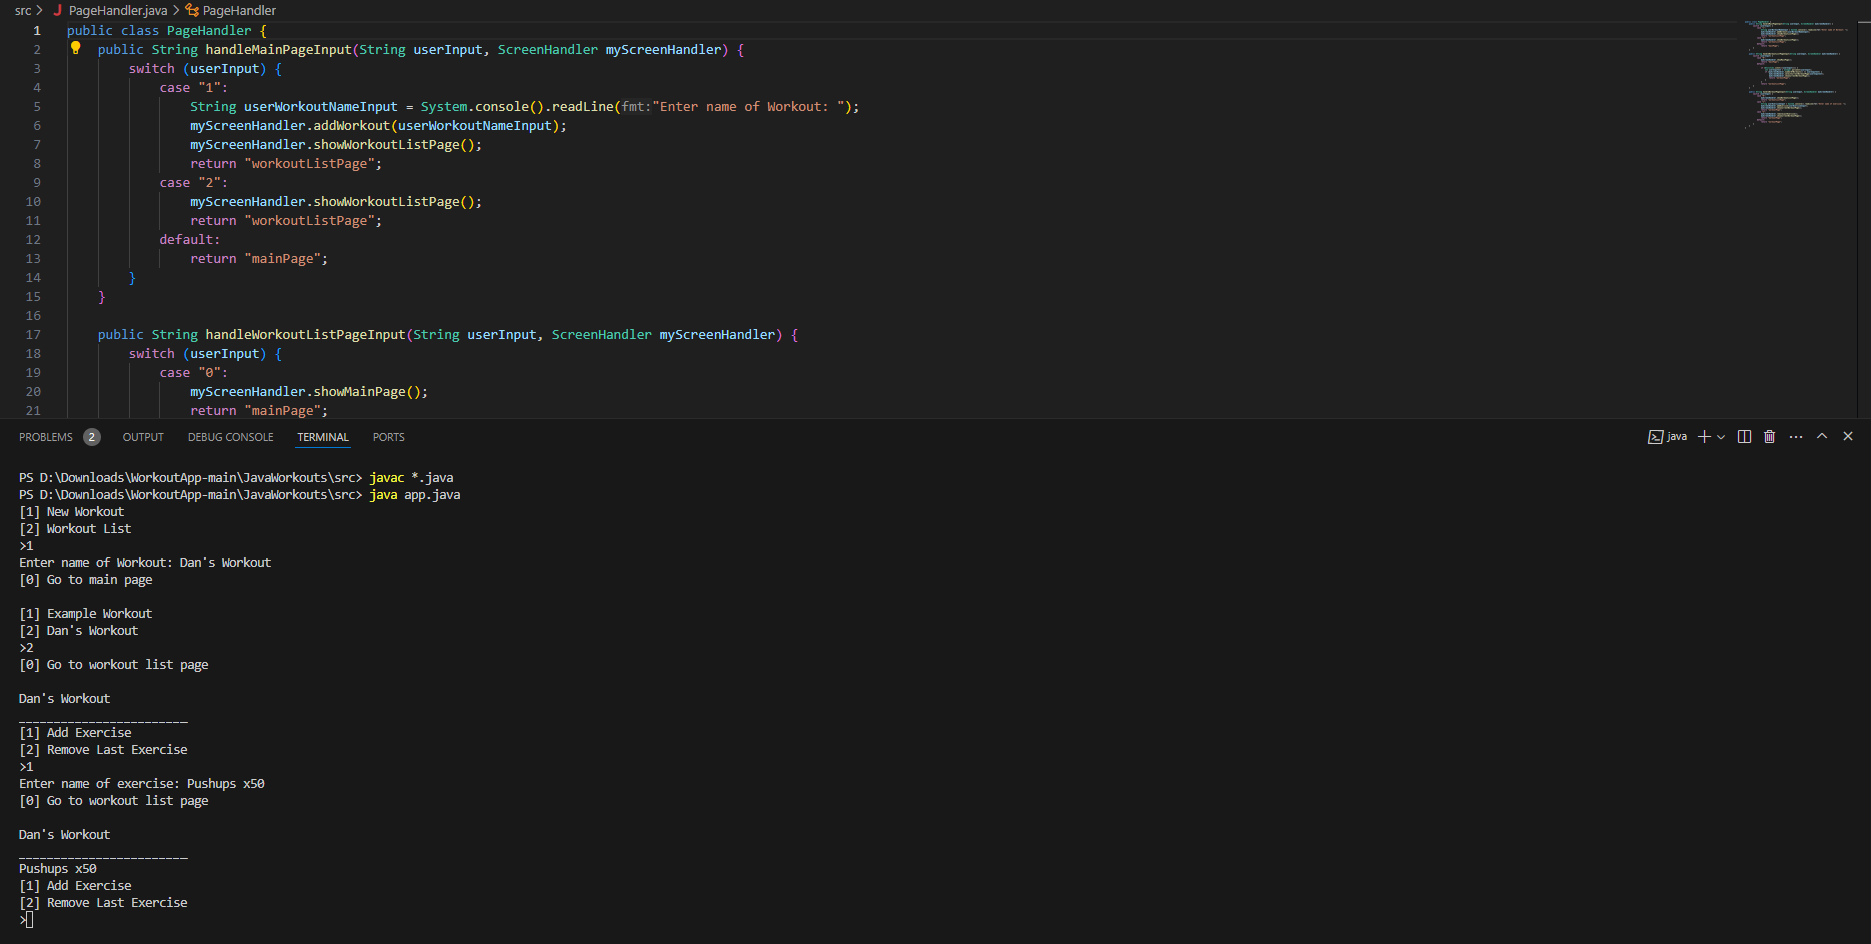 src > J PageHandler.java > PageHandler
1 public class PageHandler {
2 public String handleMainPageInput(String userInput, ScreenHandler myScreenHandler) {
3 switch (userInput) {
4 case "1":
5 String userWorkoutNameInput = System.console().readLine(fmt:"Enter name of Workout: ");
6 myScreenHandler.addWorkout(userWorkoutNameInput);
7 myScreenHandler.showWorkoutListPage();
8 return "workoutListPage";
9 case "2":
10 myScreenHandler.showWorkoutListPage();
11 return "workoutListPage";
12 default:
13 return "mainPage";
14 }
15 }
16
17 public String handleWorkoutListPageInput(String userInput, ScreenHandler myScreenHandler) {
18 switch (userInput) {
19 case "0":
20 myScreenHandler.showMainPage();
21 return "mainPage";
PROBLEMS 2 OUTPUT DEBUG CONSOLE TERMINAL PORTS java
PS D:\Downloads\WorkoutApp-main\JavaWorkouts\src> javac *.java
PS D:\Downloads\WorkoutApp-main\JavaWorkouts\src> java app.java
[1] New Workout
[2] Workout List
>1
Enter name of Workout: Dan's Workout
[0] Go to main page
[1] Example Workout
[2] Dan's Workout
>2
[0] Go to workout list page
Dan's Workout
________________________
[1] Add Exercise
[2] Remove Last Exercise
>1
Enter name of exercise: Pushups x50
[0] Go to workout list page
Dan's Workout
________________________
Pushups x50
[1] Add Exercise
[2] Remove Last Exercise
>